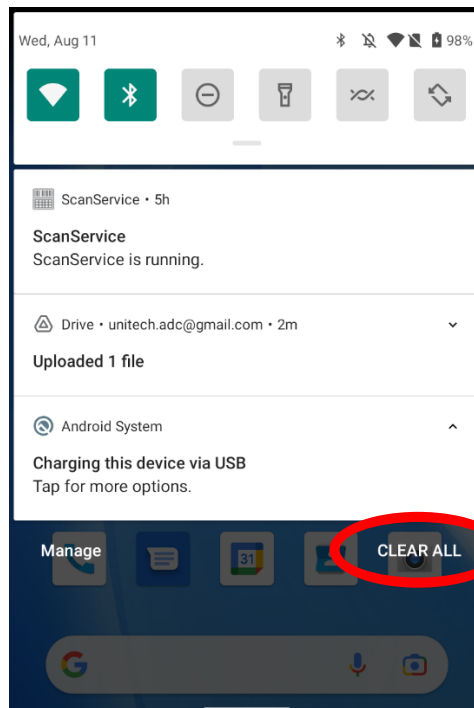 Wed, Aug 11 98%
ScanService • 5h
ScanService
ScanService is running.
Drive • unitech.adc@gmail.com • 2m
Uploaded 1 file
Android System
Charging this device via USB
Tap for more options.
Manage CLEAR ALL
31
G